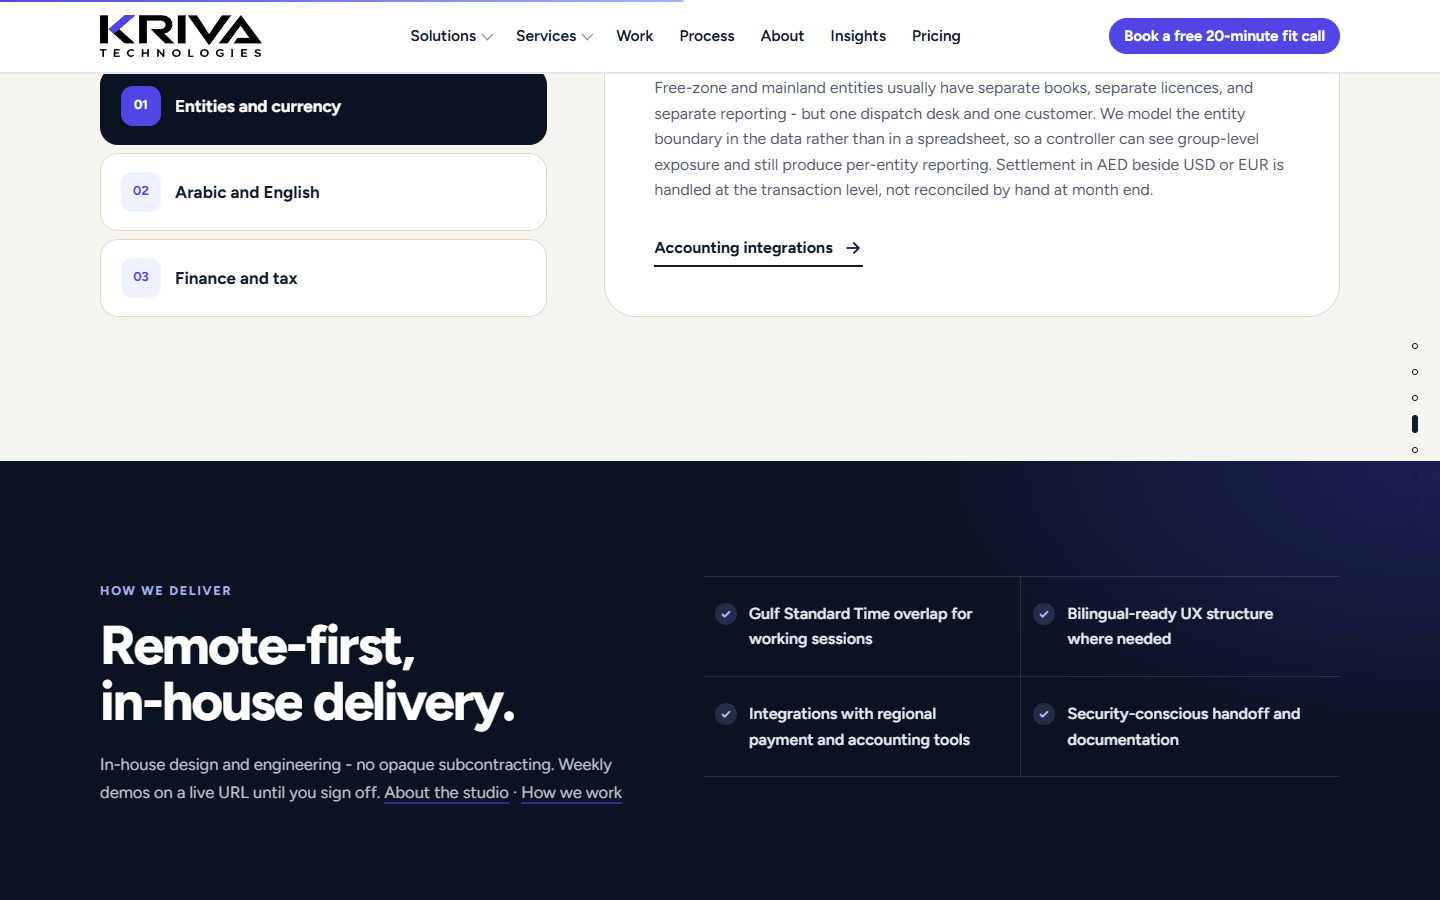 KRIVA
TECHNOLOGIES
Solutions
Services
Work
Process
About
Insights
Pricing
Book a free 20-minute fit call
01
Entities and currency
02
Arabic and English
03
Finance and tax
Free-zone and mainland entities usually have separate books, separate licences, and
separate reporting - but one dispatch desk and one customer. We model the entity
boundary in the data rather than in a spreadsheet, so a controller can see group-level
exposure and still produce per-entity reporting. Settlement in AED beside USD or EUR is
handled at the transaction level, not reconciled by hand at month end.
Accounting integrations
HOW WE DELIVER
Remote-first,
in-house delivery.
In-house design and engineering - no opaque subcontracting. Weekly
demos on a live URL until you sign off. About the studio · How we work
Gulf Standard Time overlap for
working sessions
Bilingual-ready UX structure
where needed
Integrations with regional
payment and accounting tools
Security-conscious handoff and
documentation